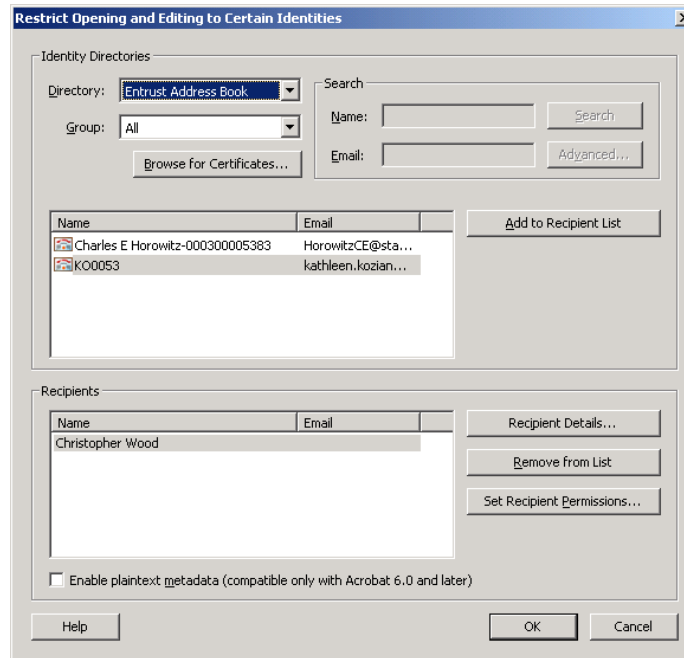 Restrict Opening and Editing to Certain Identities
Identity Directories
Directory: Entrust Address Book
Group: All
Browse for Certificates...
Search
Name: Search
Email: Advanced...
Name Email
Charles E Horowitz-000300005383 HorowitzCE@sta...
KO0053 kathleen.kozian...
Add to Recipient List
Recipients
Name Email
Christopher Wood
Recipient Details...
Remove from List
Set Recipient Permissions...
Enable plaintext metadata (compatible only with Acrobat 6.0 and later)
Help OK Cancel